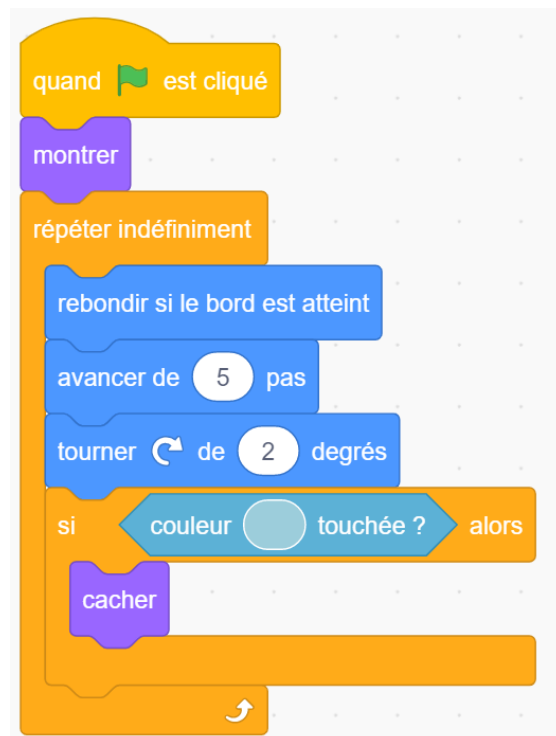 quand est cliqué
montrer
répéter indéfiniment
rebondir si le bord est atteint
avancer de 5 pas
tourner de 2 degrés
si couleur touchée ? alors
cacher